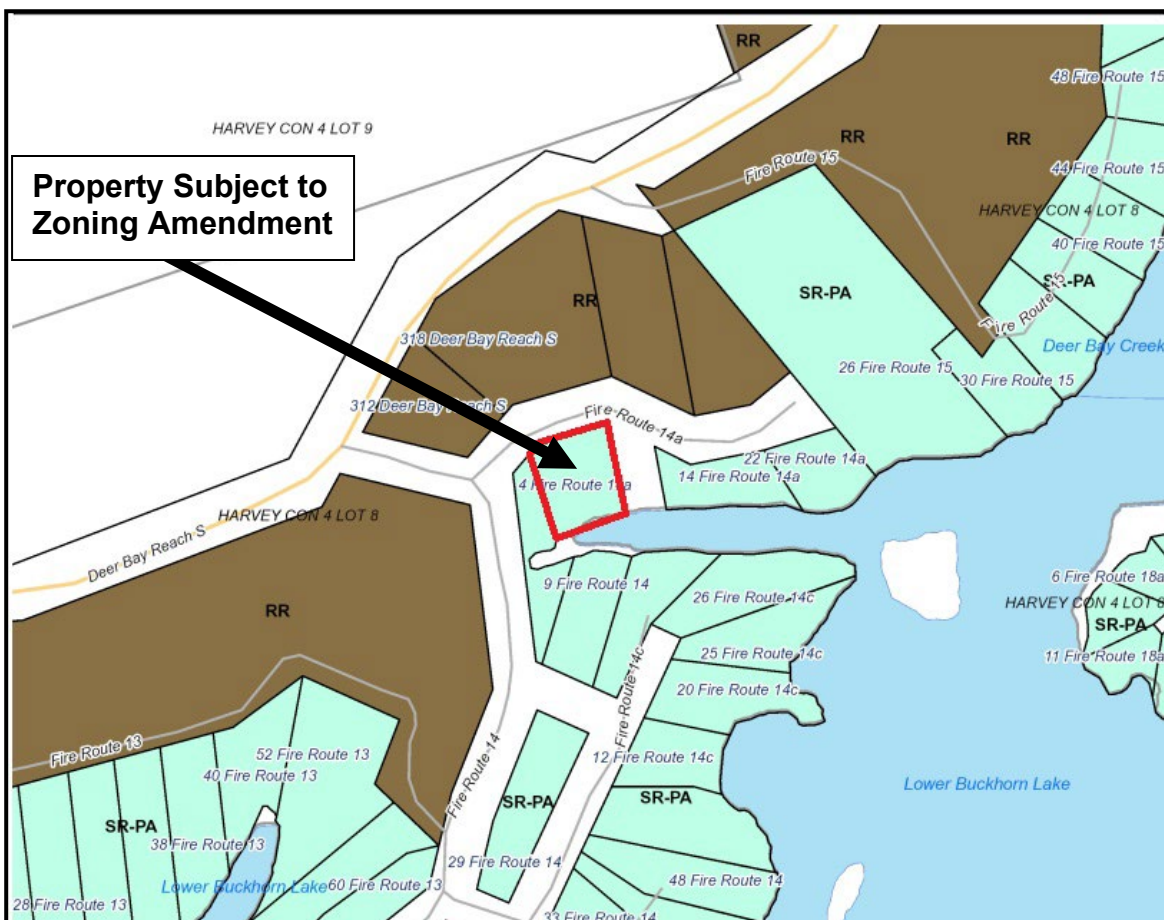 RR
48 Fire Route 15
HARVEY CON 4 LOT 9
Property Subject to
Zoning Amendment
RR
RR
Fire Route 15
44 Fire Route 15
HARVEY CON 4 LOT 8
40 Fire Route 15
SR-PA
SR-PA
Fire Route 15
RR
318 Deer Bay Reach S
Deer Bay Creek
26 Fire Route 15
30 Fire Route 15
312 Deer Bay Reach S
Fire Route 14a
22 Fire Route 14a
14 Fire Route 14a
4 Fire Route 14a
HARVEY CON 4 LOT 8
Deer Bay Reach S
9 Fire Route 14
26 Fire Route 14c
6 Fire Route 18a
HARVEY CON 4 LOT 8
SR-PA
RR
25 Fire Route 14c
11 Fire Route 18a
20 Fire Route 14c
Fire Route 14c
Fire Route 13
52 Fire Route 13
12 Fire Route 14c
40 Fire Route 13
Fire Route 14
Lower Buckhorn Lake
SR-PA
SR-PA
SR-PA
38 Fire Route 13
29 Fire Route 14
Lower Buckhorn Lake
60 Fire Route 13
48 Fire Route 14
28 Fire Route 13
33 Fire Route 14